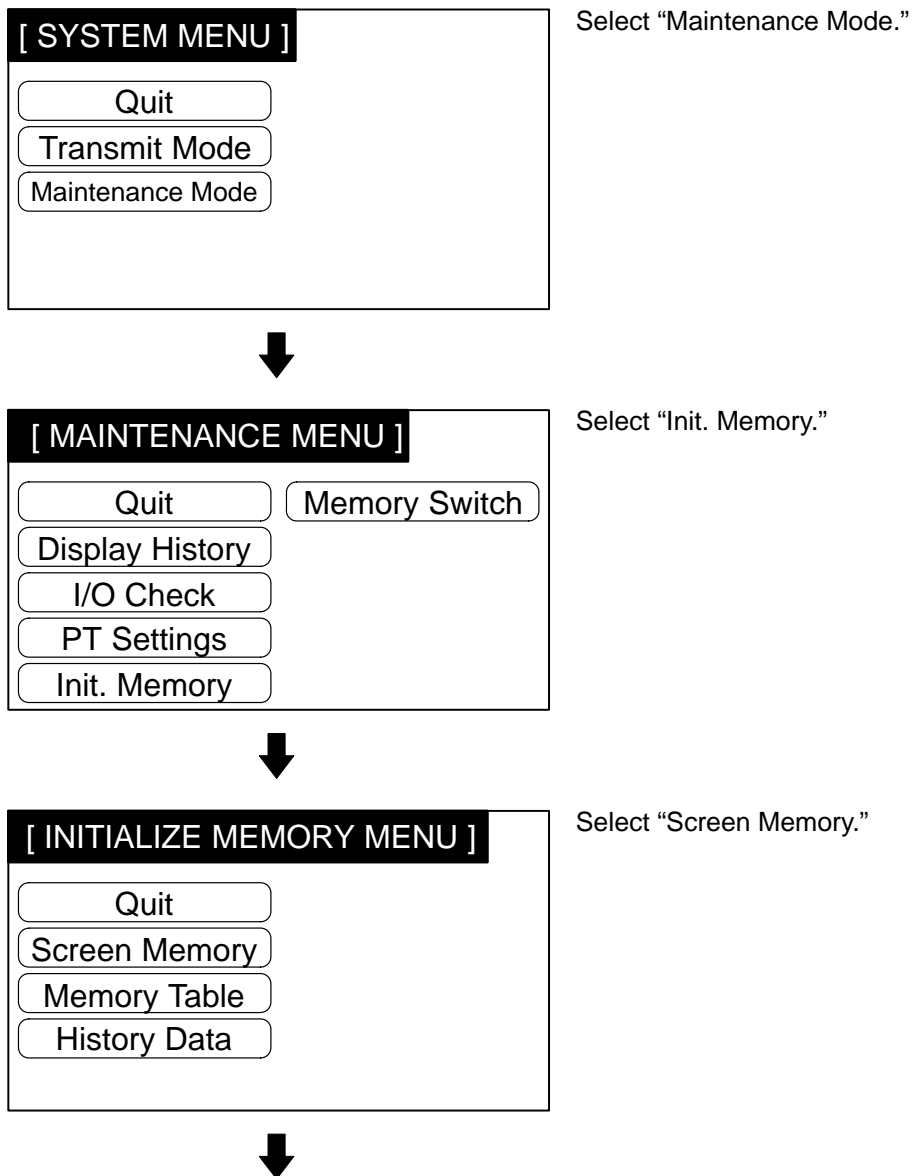 [ SYSTEM MENU ]
Select “Maintenance Mode.”
Quit
Transmit Mode
Maintenance Mode
[ MAINTENANCE MENU ]
Select “Init. Memory.”
Quit
Memory Switch
Display History
I/O Check
PT Settings
Init. Memory
[ INITIALIZE MEMORY MENU ]
Select “Screen Memory.”
Quit
Screen Memory
Memory Table
History Data